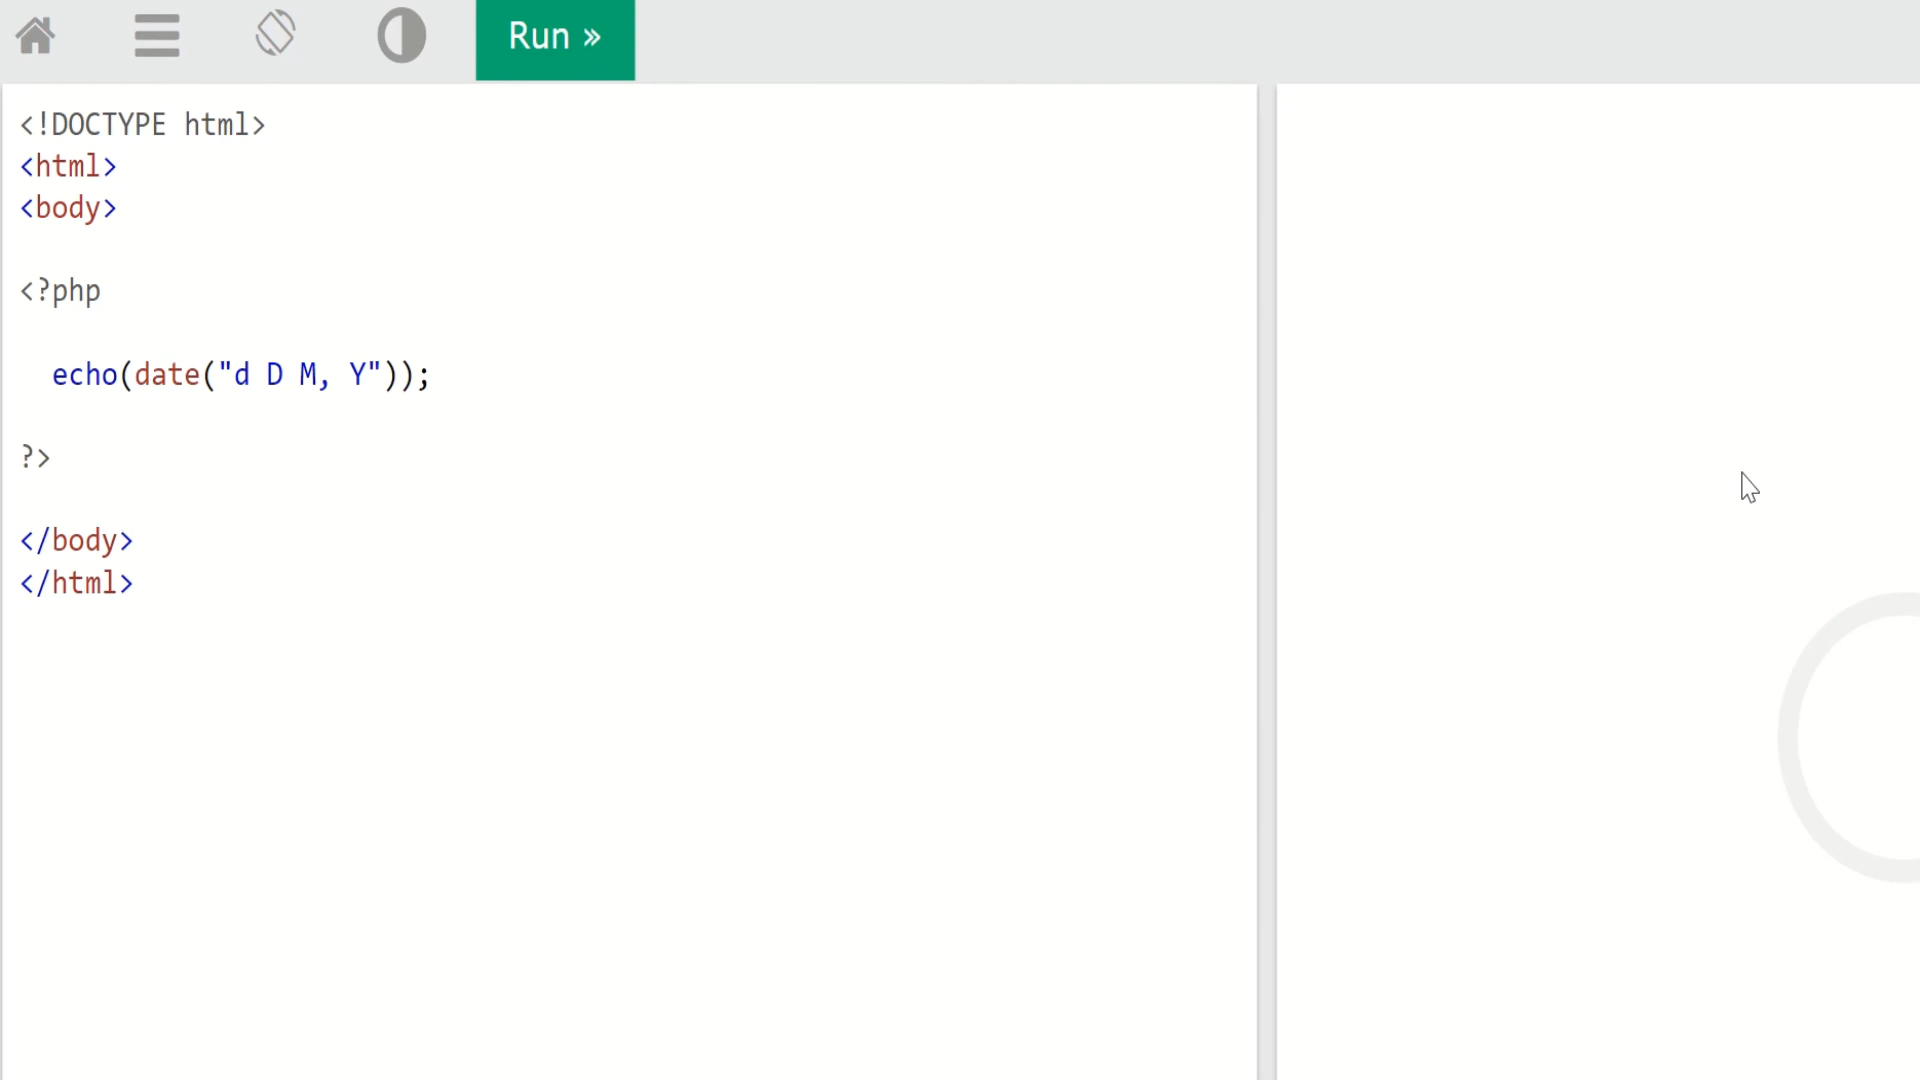 Run »
<!DOCTYPE html>
<html>
<body>
<?php
echo(date("d D M, Y"));
?>
</body>
</html>